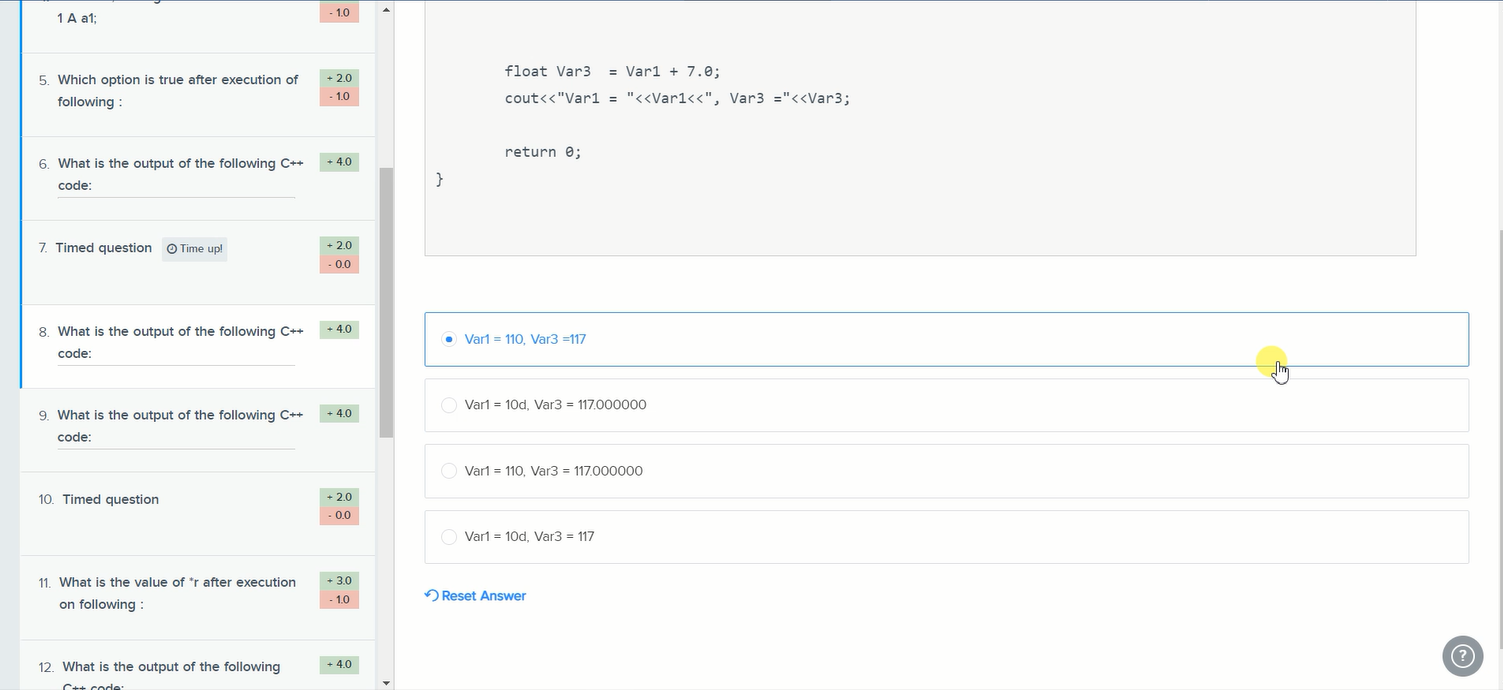 1 A a1;
- 1.0
5. Which option is true after execution of
following :
+ 2.0
- 1.0
6. What is the output of the following C++
code:
+ 4.0
7. Timed question Time up!
+ 2.0
- 0.0
8. What is the output of the following C++
code:
+ 4.0
9. What is the output of the following C++
code:
+ 4.0
10. Timed question
+ 2.0
- 0.0
11. What is the value of *r after execution
on following :
+ 3.0
- 1.0
12. What is the output of the following
C++ code:
+ 4.0
float Var3  = Var1 + 7.0;
cout<<"Var1 = "<<Var1<<", Var3 ="<<Var3;
return 0;
}
Var1 = 110, Var3 =117
Var1 = 10d, Var3 = 117.000000
Var1 = 110, Var3 = 117.000000
Var1 = 10d, Var3 = 117
Reset Answer
?